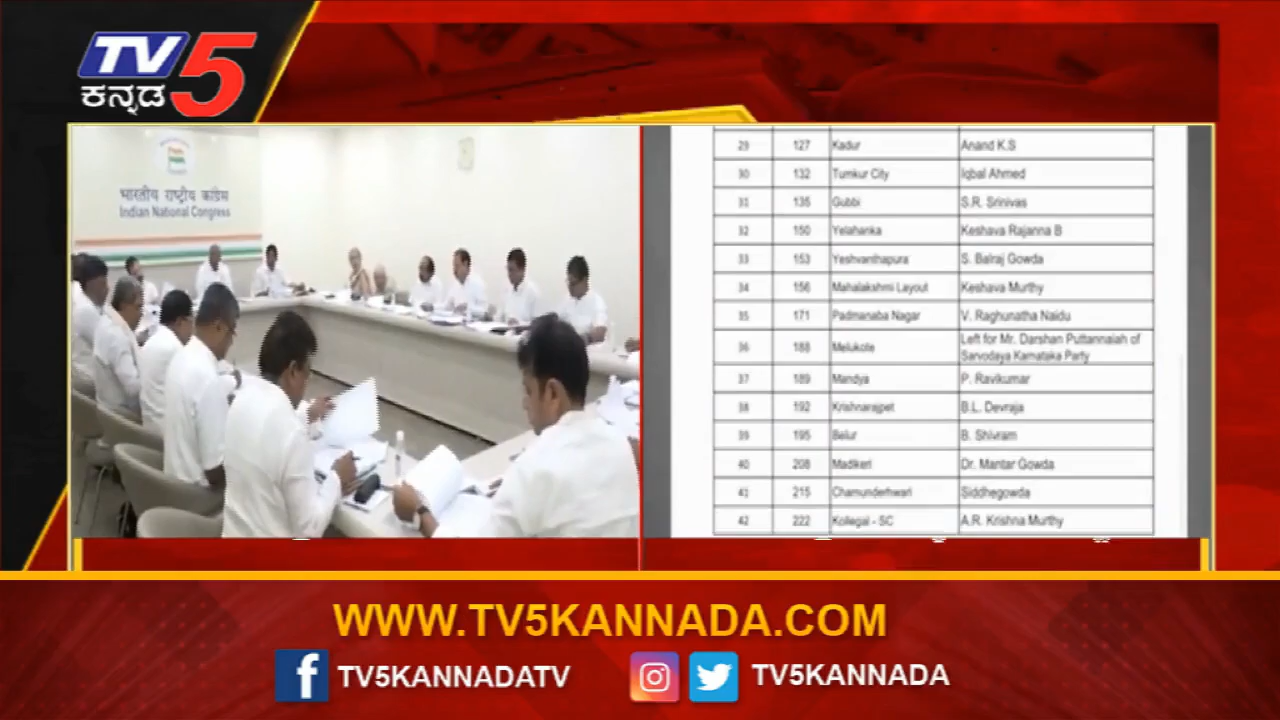 TV5
ಕನ್ನಡ
भारतीय राष्ट्रीय कांग्रेस
Indian National Congress
29 127 Kadur Anand K.S
30 132 Tumkur City Iqbal Ahmed
31 135 Gubbi S.R. Srinivas
32 150 Yelahanka Keshava Rajanna B
33 153 Yeshvanthapura S. Balraj Gowda
34 156 Mahalakshmi Layout Keshava Murthy
35 171 Padmanaba Nagar V. Raghunatha Naidu
36 188 Melukote Left for Mr. Darshan Puttannaiah of
Sarvodaya Karnataka Party
37 189 Mandya P. Ravikumar
38 192 Krishnarajpet B.L. Devraja
39 195 Belur B. Shivram
40 208 Madikeri Dr. Mantar Gowda
41 215 Chamunderhwari Siddhegowda
42 222 Kollegal - SC A.R. Krishna Murthy
WWW.TV5KANNADA.COM
f TV5KANNADATV TV5KANNADA